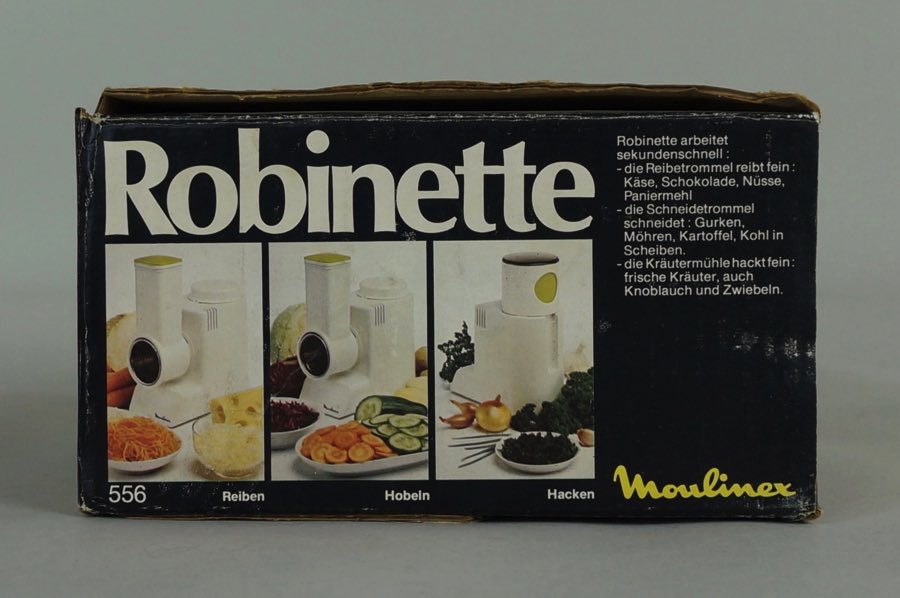 Robinette
Robinette arbeitet
sekundenschnell :
- die Reibetrommel reibt fein :
Käse, Schokolade, Nüsse,
Paniermehl
- die Schneidetrommel
schneidet : Gurken,
Möhren, Kartoffel, Kohl in
Scheiben.
- die Kräutermühle hackt fein :
frische Kräuter, auch
Knoblauch und Zwiebeln.
556
Reiben
Hobeln
Hacken
Moulinex